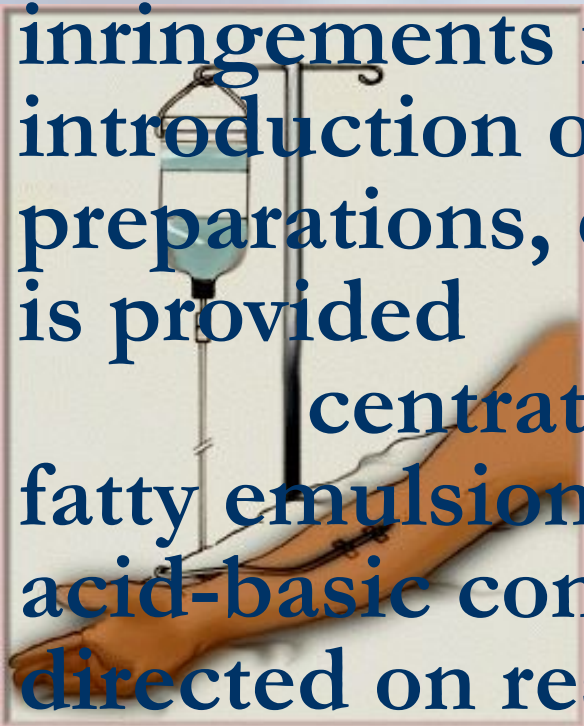 inringements
introduction o
preparations,
is provided
centrat
fatty emulsion
acid-basic con
directed on re